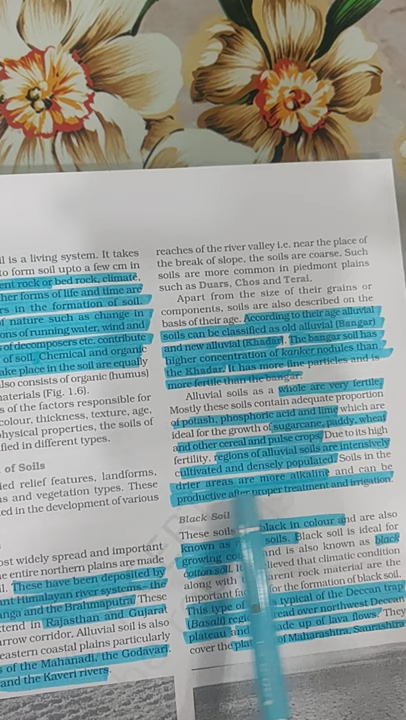 il is a living system. It takes
to form soil upto a few cm in
ent rock or bed rock, climate,
her forms of life and time are
rs in the formation of soil.
f nature such as change in
ons of running water, wind and
of decomposers etc. contribute
of soil. Chemical and organic
ake place in the soil are equally
also consists of organic (humus)
materials (Fig. 1.6).
s of the factors responsible for
colour, thickness, texture, age,
physical properties, the soils of
fied in different types.
of Soils
ied relief features, landforms,
s and vegetation types. These
ed in the development of various
ost widely spread and important
e entire northern plains are made
l. These have been deposited by
nt Himalayan river systems– the
anga and the Brahmaputra. These
tend in Rajasthan and Gujarat
arrow corridor. Alluvial soil is also
eastern coastal plains particularly
s of the Mahanadi, the Godavari,
and the Kaveri rivers.
reaches of the river valley i.e. near the place of
the break of slope, the soils are coarse. Such
soils are more common in piedmont plains
such as Duars, Chos and Terai.
Apart from the size of their grains or
components, soils are also described on the
basis of their age. According to their age alluvial
soils can be classified as old alluvial (Bangar)
and new alluvial (Khadar). The bangar soil has
higher concentration of kanker nodules than
the Khadar. It has more fine particles and is
more fertile than the bangar.
Alluvial soils as a whole are very fertile.
Mostly these soils contain adequate proportion
of potash, phosphoric acid and lime which are
ideal for the growth of sugarcane, paddy, wheat
and other cereal and pulse crops. Due to its high
fertility, regions of alluvial soils are intensively
cultivated and densely populated. Soils in the
drier areas are more alkaline and can be
productive after proper treatment and irrigation.
Black Soil
These soils black in colour and are also
known as soils. Black soil is ideal for
growing co and is also known as black
cotton soil. believed that climatic condition
along with rent rock material are the
important fa for the formation of black soil.
This type of typical of the Deccan trap
(Basalt) regi read over northwest Deccan
plateau and ade up of lava flows. They
cover the plat of Maharashtra, Saurashtra